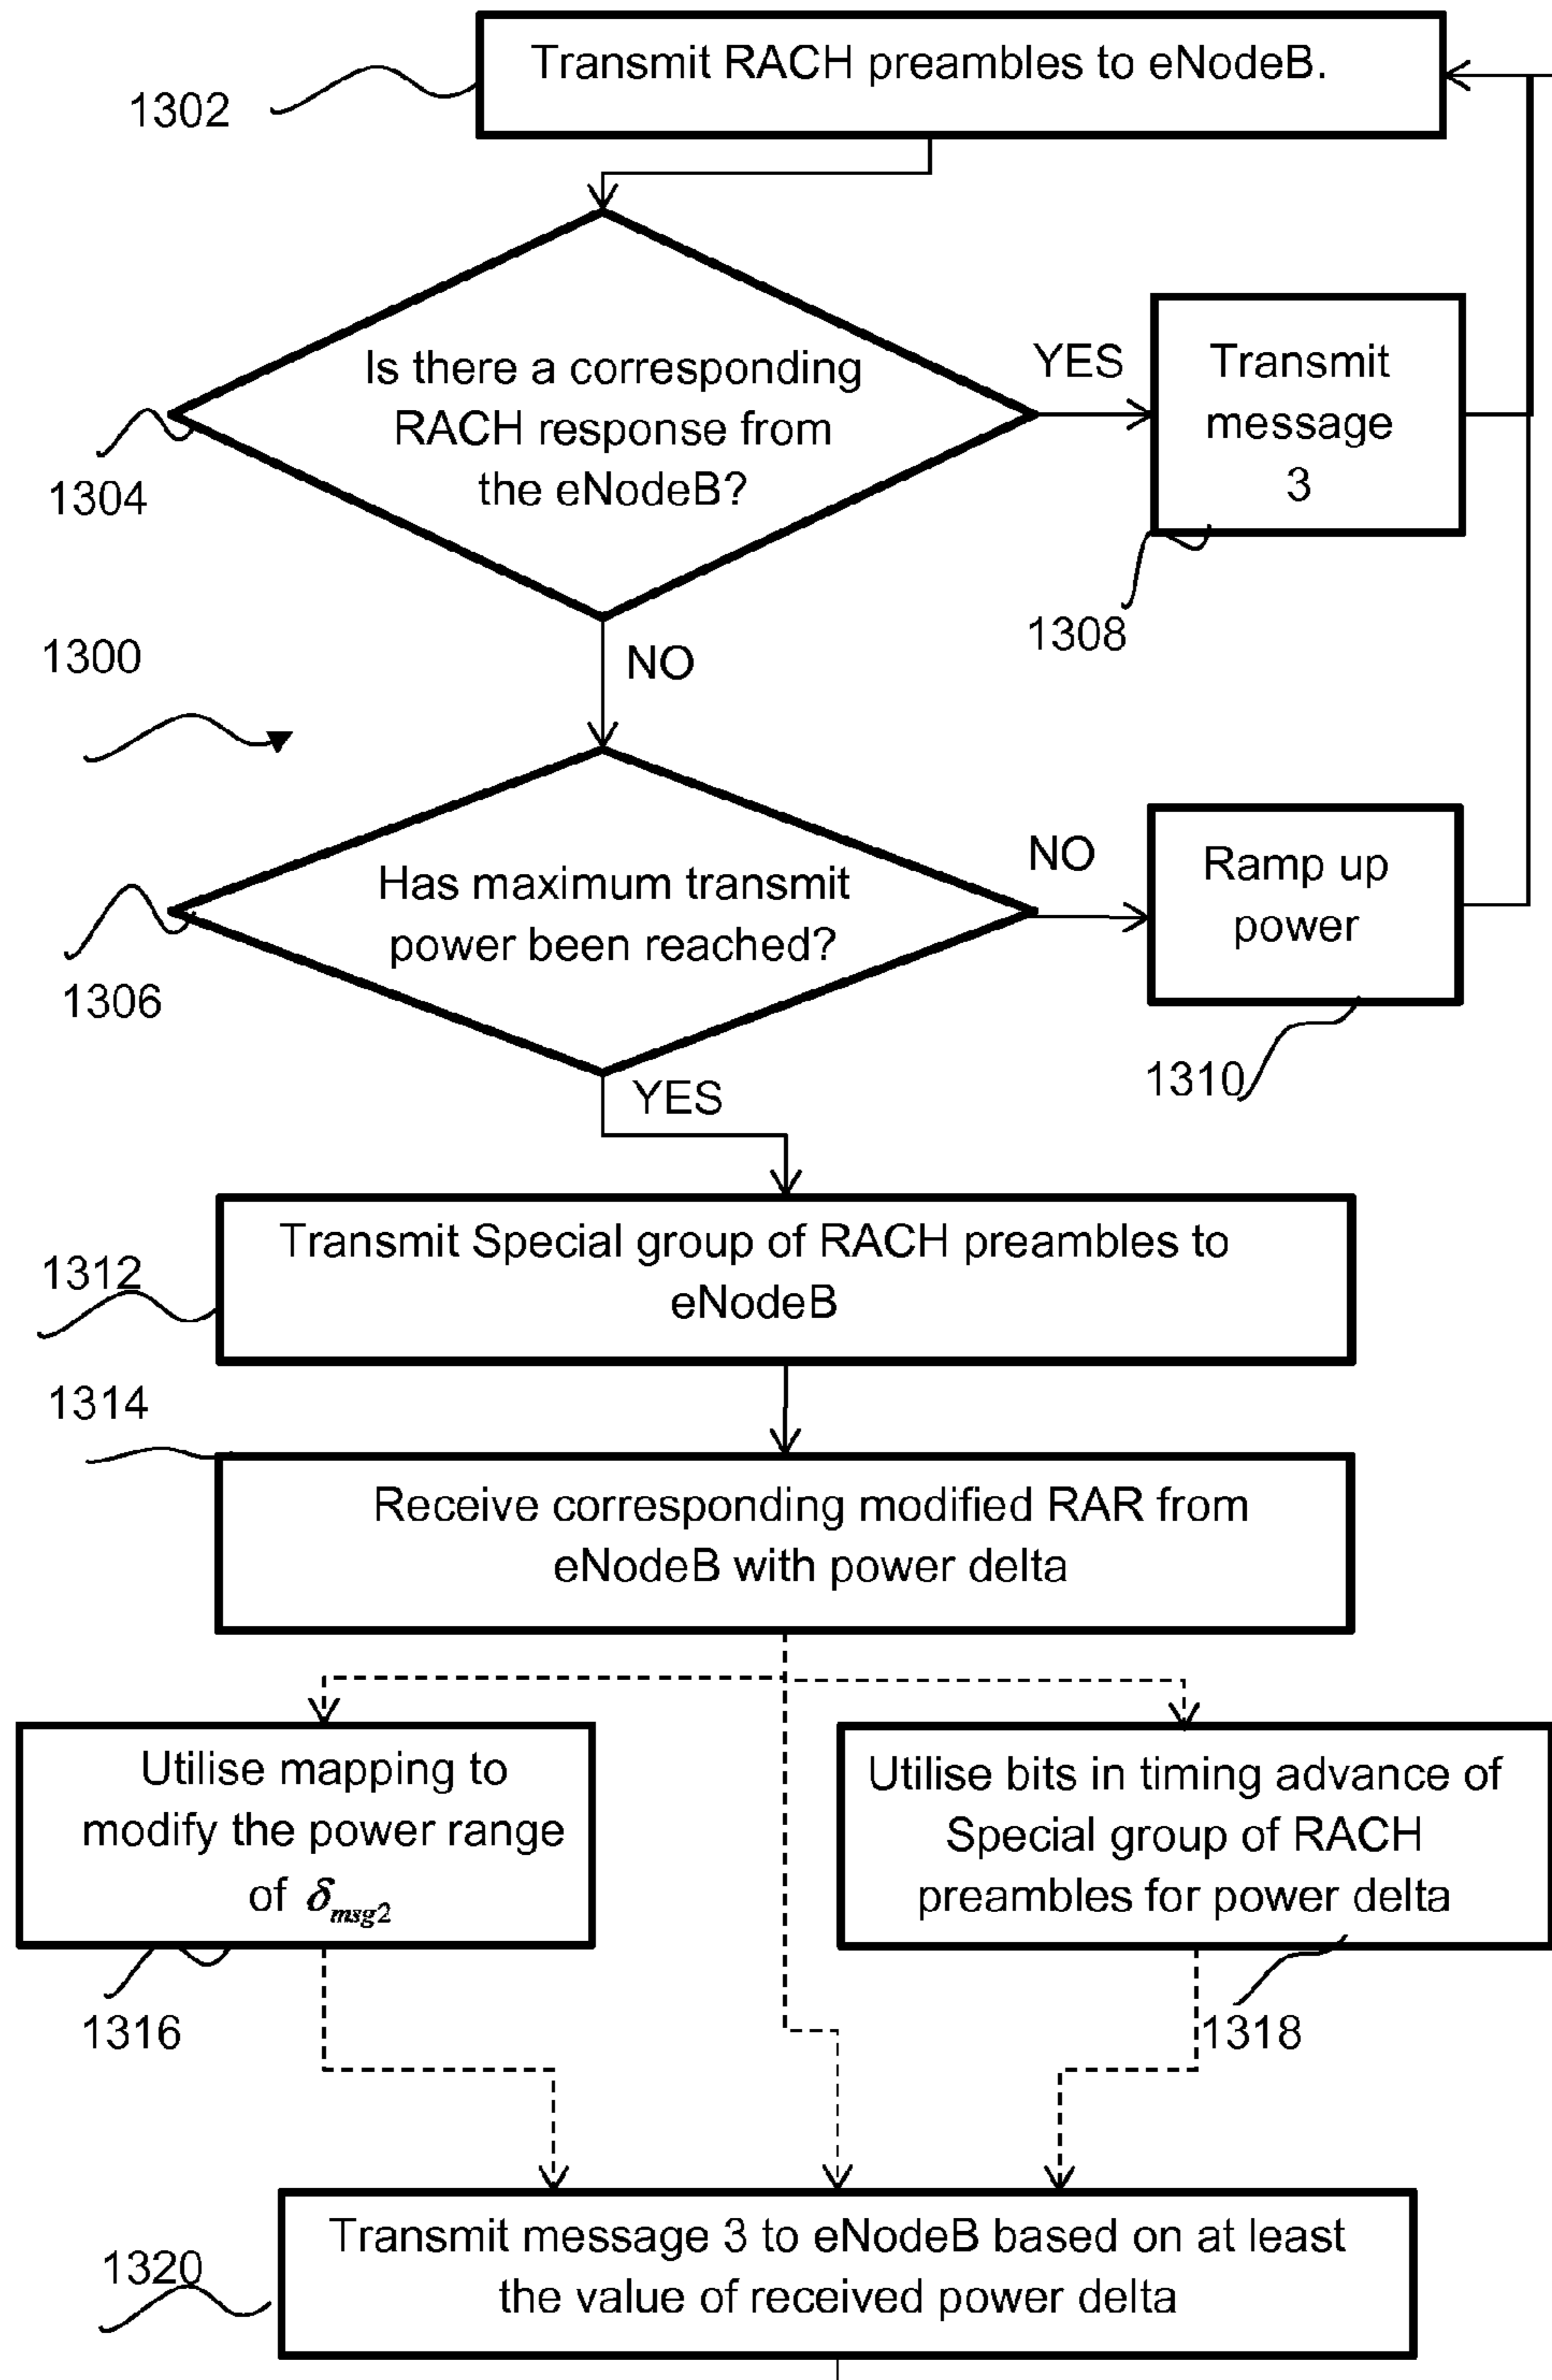 Transmit RACH preambles to eNodeB.
1302
Is there a corresponding
RACH response from
the eNodeB?
YES
Transmit
message
3
1304
1308
1300
NO
Has maximum transmit
power been reached?
NO
Ramp up
power
1306
1310
YES
Transmit Special group of RACH preambles to
eNodeB
1312
1314
Receive corresponding modified RAR from
eNodeB with power delta
Utilise mapping to
modify the power range
of δmsg2
Utilise bits in timing advance of
Special group of RACH
preambles for power delta
1316
1318
Transmit message 3 to eNodeB based on at least
the value of received power delta
1320